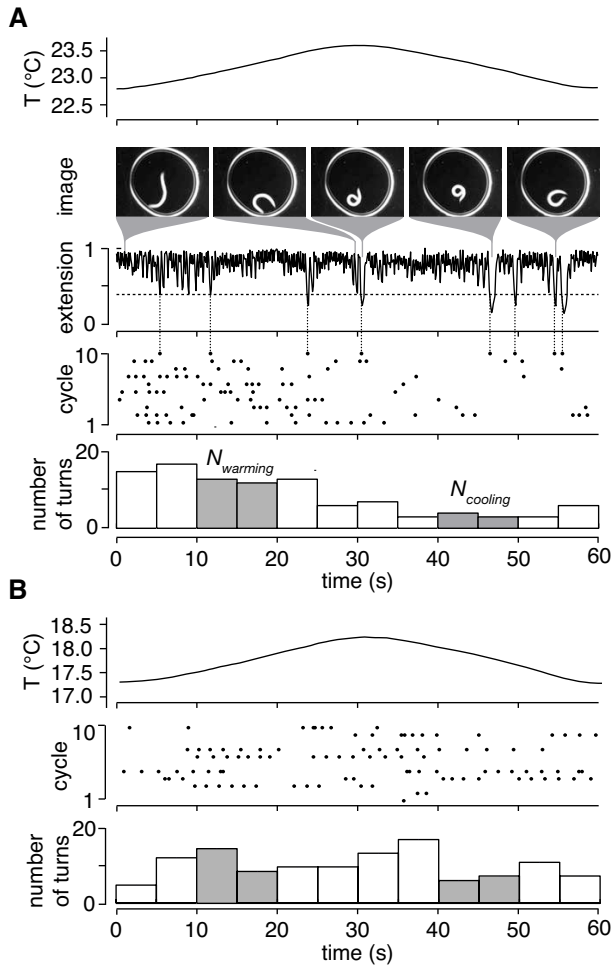 A
T (°C)
23.5
23.0
22.5
image
extension
1
0
cycle
10
1
number
of turns
20
0
N warming
N cooling
0 10 20 30 40 50 60
time (s)
B
T (°C)
18.5
18.0
17.5
17.0
cycle
10
1
number
of turns
20
0
0 10 20 30 40 50 60
time (s)